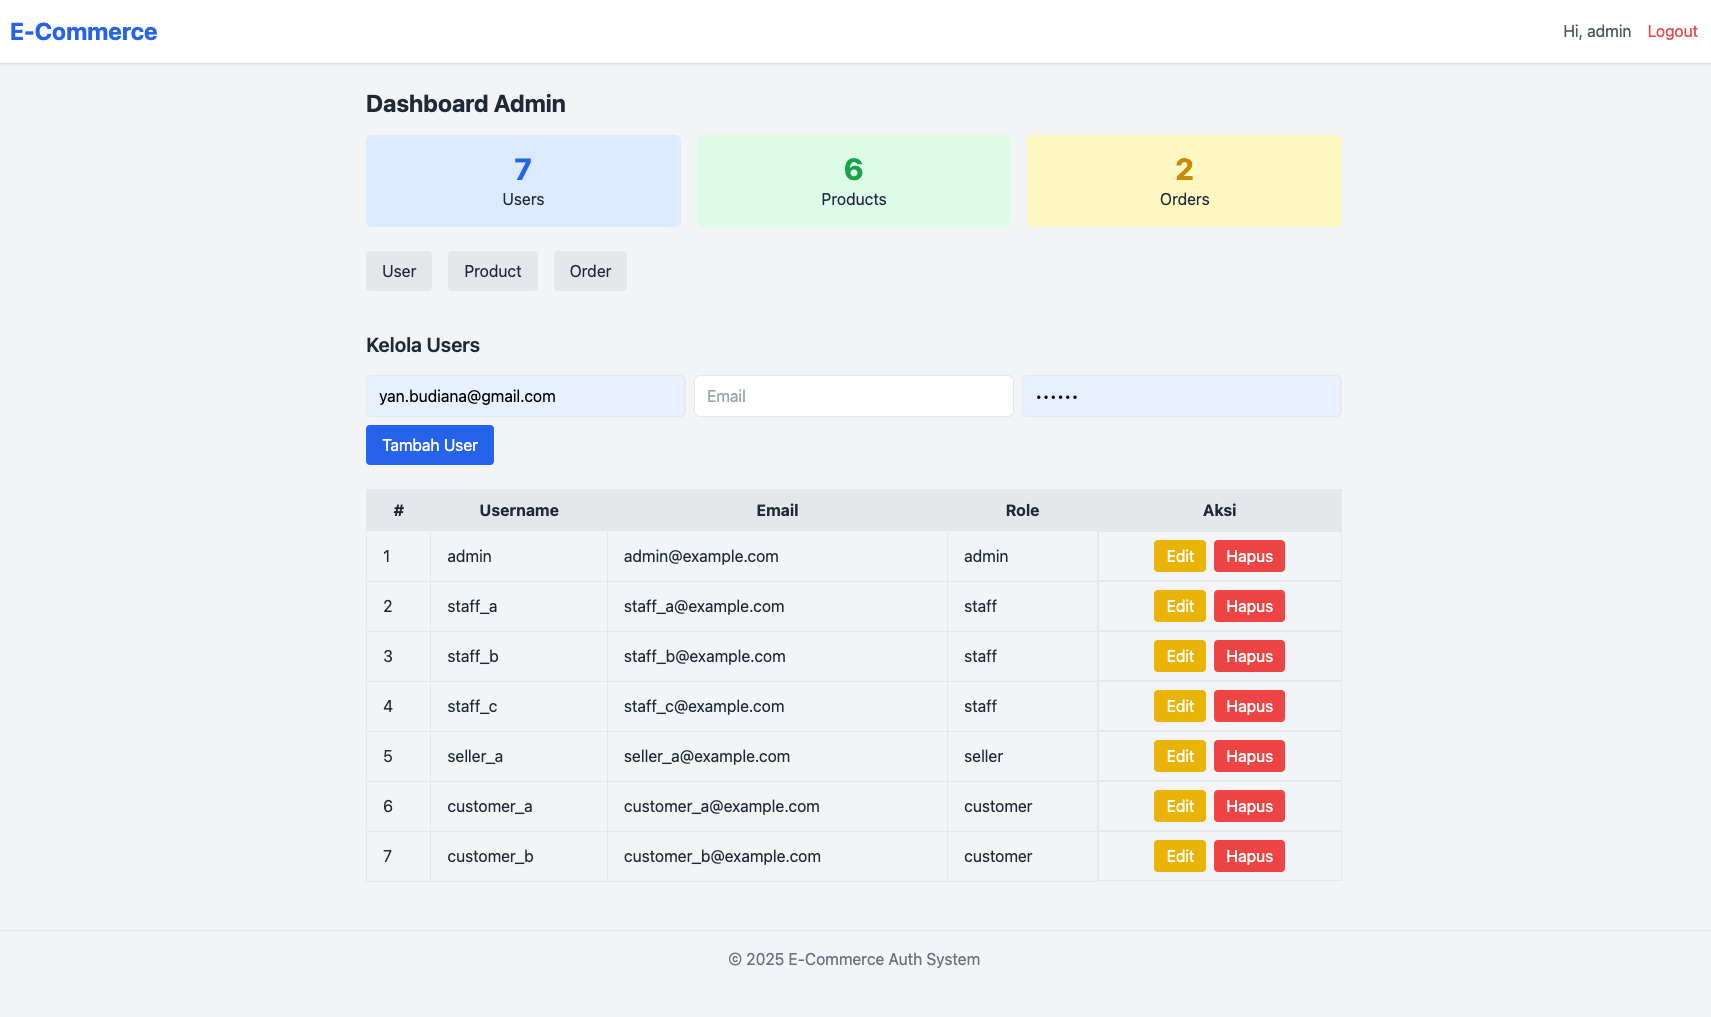 E-Commerce
Hi, admin Logout
Dashboard Admin
7
Users
6
Products
2
Orders
User Product Order
Kelola Users
yan.budiana@gmail.com Email ••••••
Tambah User
# Username Email Role Aksi
1 admin admin@example.com admin Edit Hapus
2 staff_a staff_a@example.com staff Edit Hapus
3 staff_b staff_b@example.com staff Edit Hapus
4 staff_c staff_c@example.com staff Edit Hapus
5 seller_a seller_a@example.com seller Edit Hapus
6 customer_a customer_a@example.com customer Edit Hapus
7 customer_b customer_b@example.com customer Edit Hapus
© 2025 E-Commerce Auth System